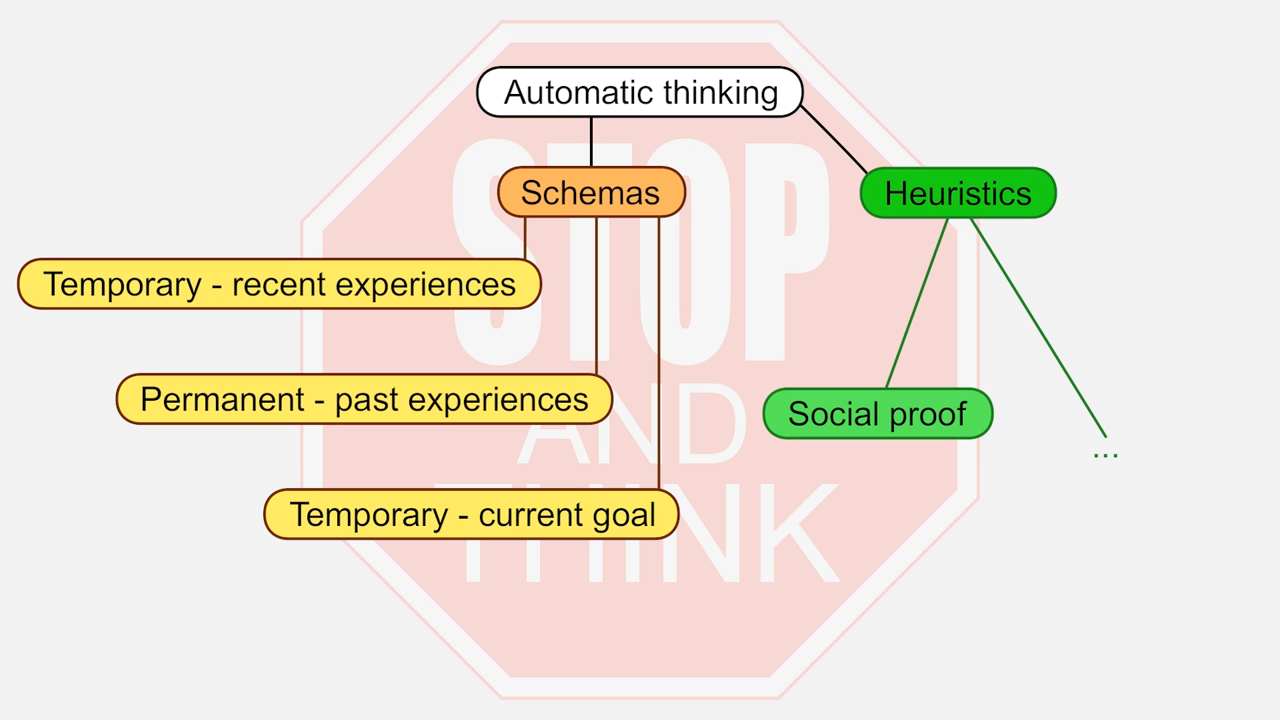 Automatic thinking
Schemas
Heuristics
Temporary - recent experiences
Permanent - past experiences
Social proof
...
Temporary - current goal
STOP
AND
THINK